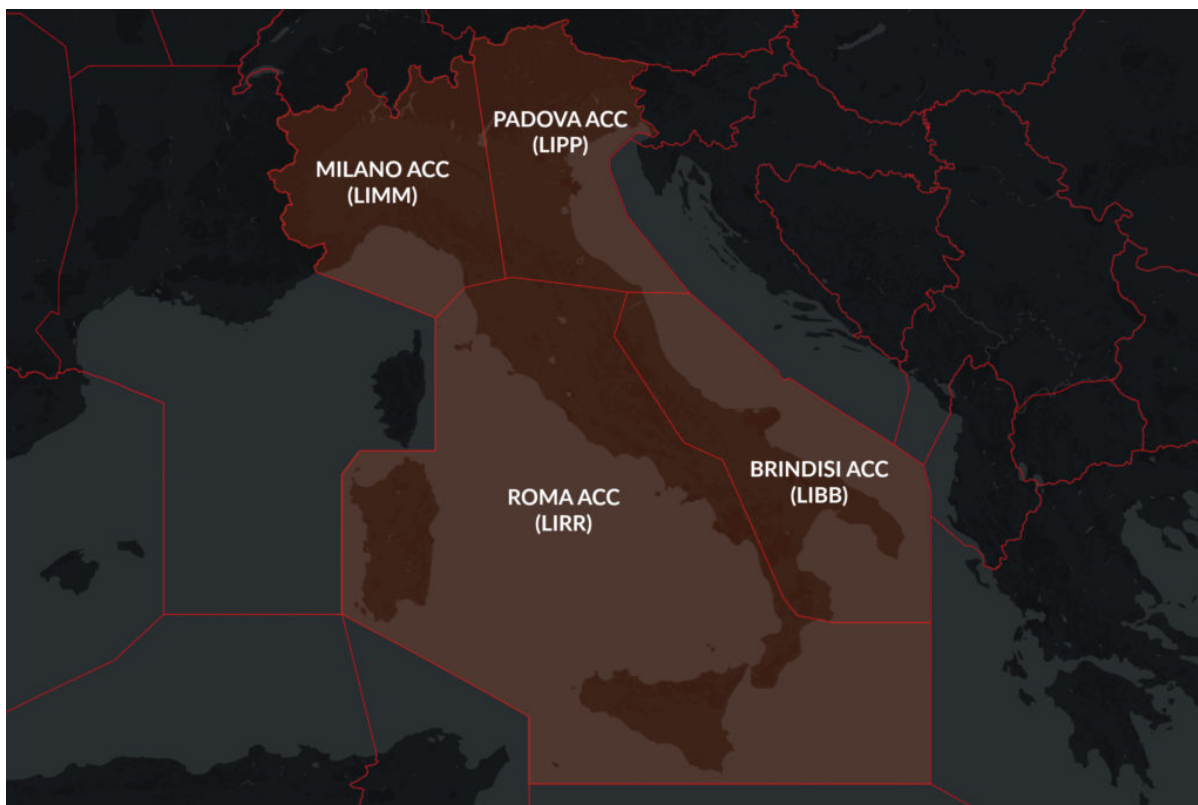 PADOVA ACC
(LIPP)
MILANO ACC
(LIMM)
BRINDISI ACC
(LIBB)
ROMA ACC
(LIRR)